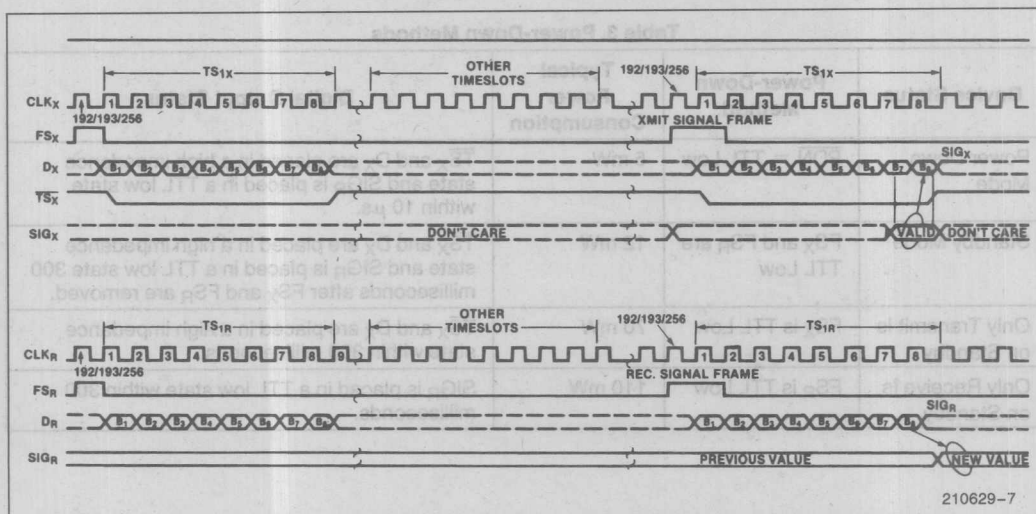 TS1X OTHER TIMESLOTS 192/193/256 TS1X
CLKX 1 2 3 4 5 6 7 8 1 2 3 4 5 6 7 8
192/193/256 XMIT SIGNAL FRAME
FSX
SIGX
DX B1 B2 B3 B4 B5 B6 B7 B8 B1 B2 B3 B4 B5 B6 B7 B8
TSX
SIGX DON'T CARE VALID DON'T CARE
TS1R OTHER TIMESLOTS 192/193/256 TS1R
CLKR 1 2 3 4 5 6 7 8 9 1 2 3 4 5 6 7 8
192/193/256 REC. SIGNAL FRAME
FSR
SIGR
DR B1 B2 B3 B4 B5 B6 B7 B8 B1 B2 B3 B4 B5 B6 B7 B8
SIGR PREVIOUS VALUE NEW VALUE
210629-7